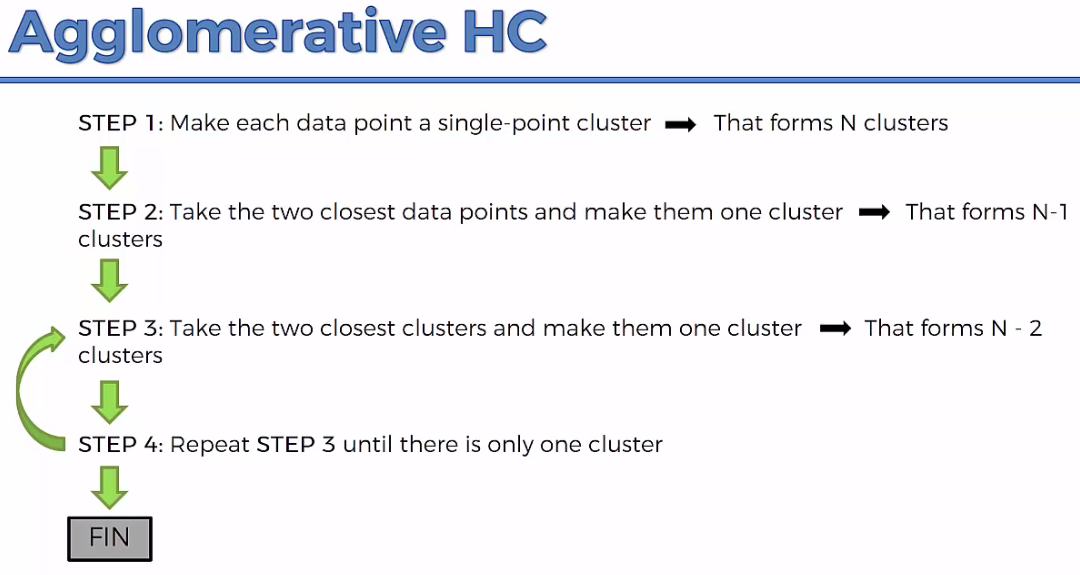 Agglomerative HC
STEP 1: Make each data point a single-point cluster ➡ That forms N clusters
STEP 2: Take the two closest data points and make them one cluster ➡ That forms N-1
clusters
STEP 3: Take the two closest clusters and make them one cluster ➡ That forms N - 2
clusters
STEP 4: Repeat STEP 3 until there is only one cluster
FIN